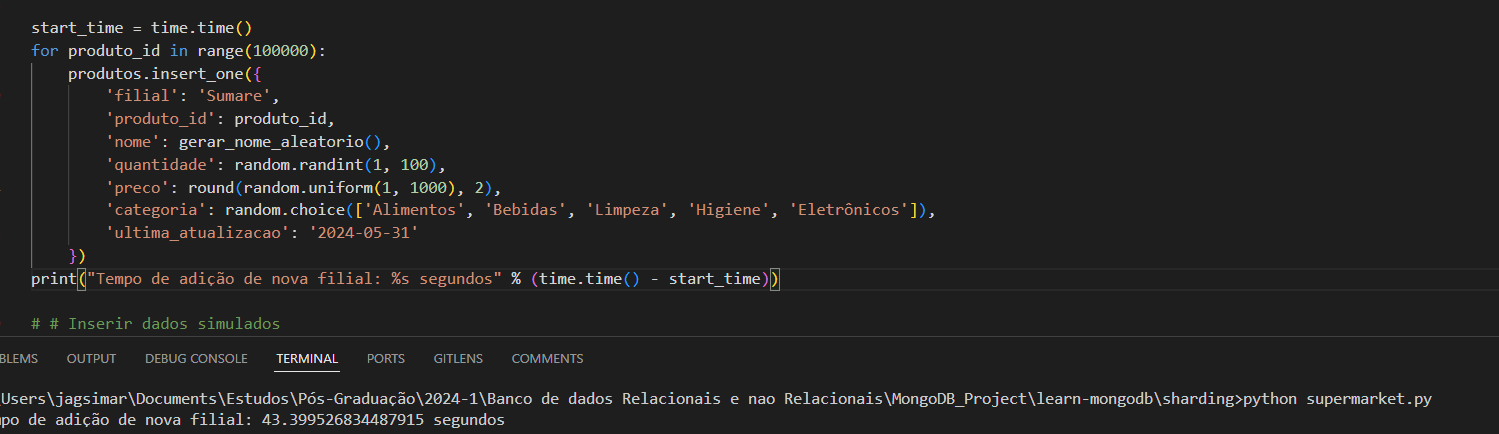 start_time = time.time()
for produto_id in range(100000):
    produtos.insert_one({
        'filial': 'Sumare',
        'produto_id': produto_id,
        'nome': gerar_nome_aleatorio(),
        'quantidade': random.randint(1, 100),
        'preco': round(random.uniform(1, 1000), 2),
        'categoria': random.choice(['Alimentos', 'Bebidas', 'Limpeza', 'Higiene', 'Eletrônicos']),
        'ultima_atualizacao': '2024-05-31'
    })
print("Tempo de adição de nova filial: %s segundos" % (time.time() - start_time))
# # Inserir dados simulados
BLEMS OUTPUT DEBUG CONSOLE TERMINAL PORTS GITLENS COMMENTS
\Users\jagsimar\Documents\Estudos\Pós-Graduação\2024-1\Banco de dados Relacionais e nao Relacionais\MongoDB_Project\learn-mongodb\sharding>python supermarket.py
po de adição de nova filial: 43.399526834487915 segundos